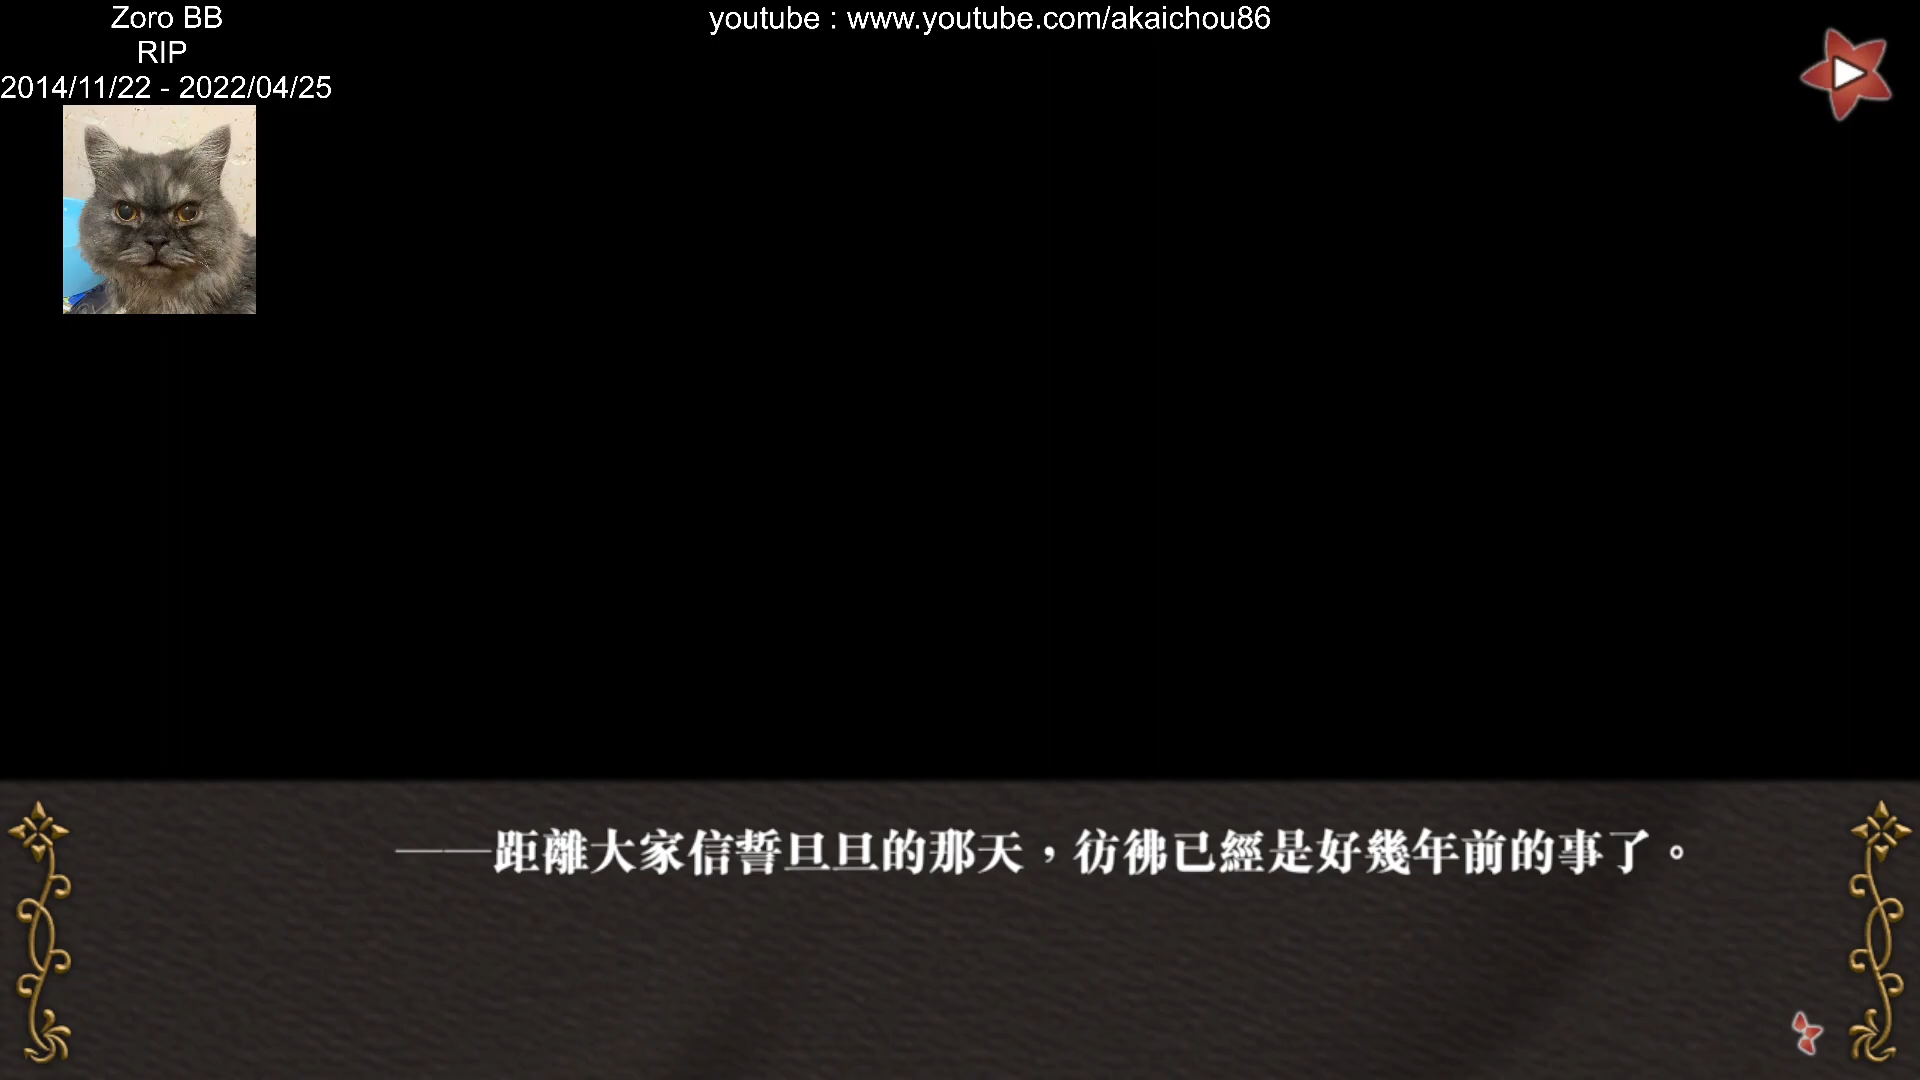 Zoro BB
RIP
2014/11/22 - 2022/04/25
youtube : www.youtube.com/akaichou86
——距離大家信誓旦旦的那天，彷彿已經是好幾年前的事了。